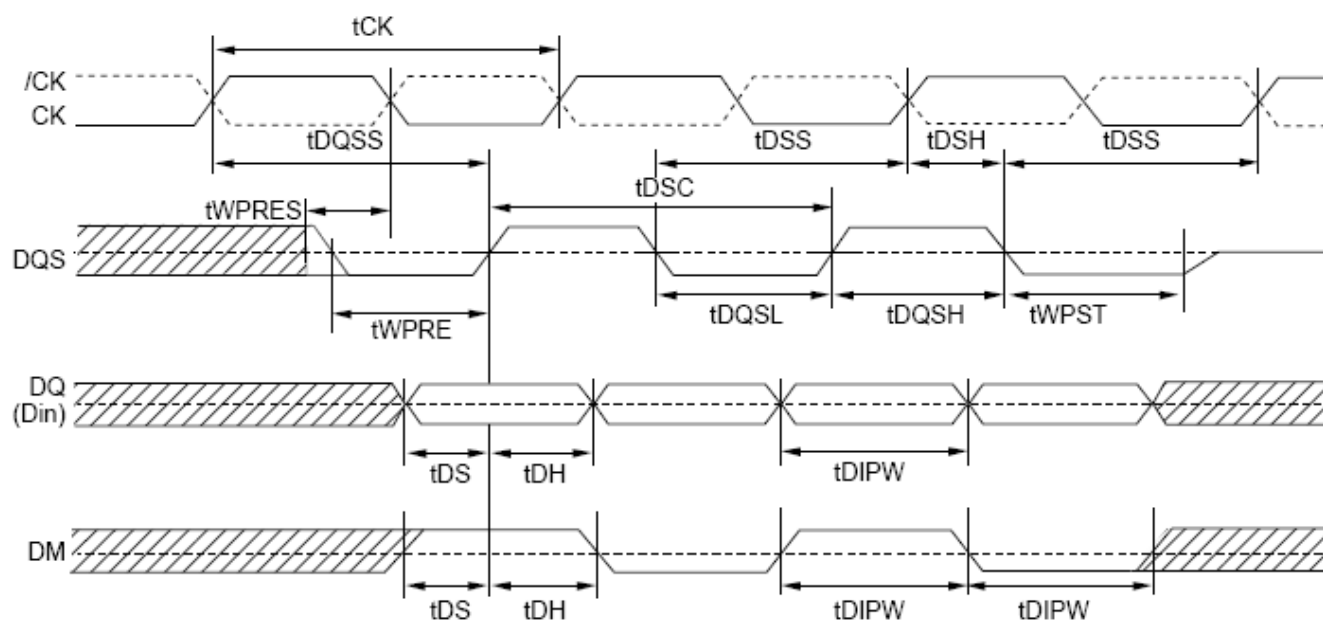 tCK
/CK
CK
tDQSS tDSS tDSH tDSS
tDSC
tWPRES
DQS
tDQSL tDQSH tWPST
tWPRE
DQ
(Din)
tDS tDH tDIPW
DM
tDS tDH tDIPW tDIPW